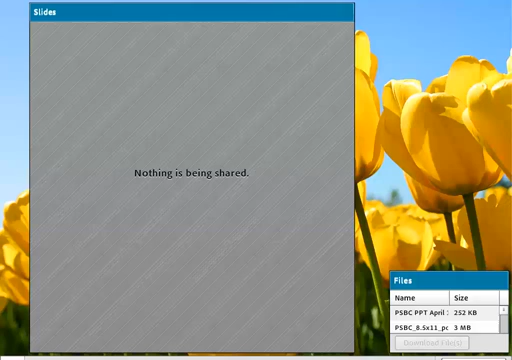 Slides
Nothing is being shared.
Files
Name Size
PSBC PPT April 252 KB
PSBC_8.5x11_pc 3 MB
Download File(s)